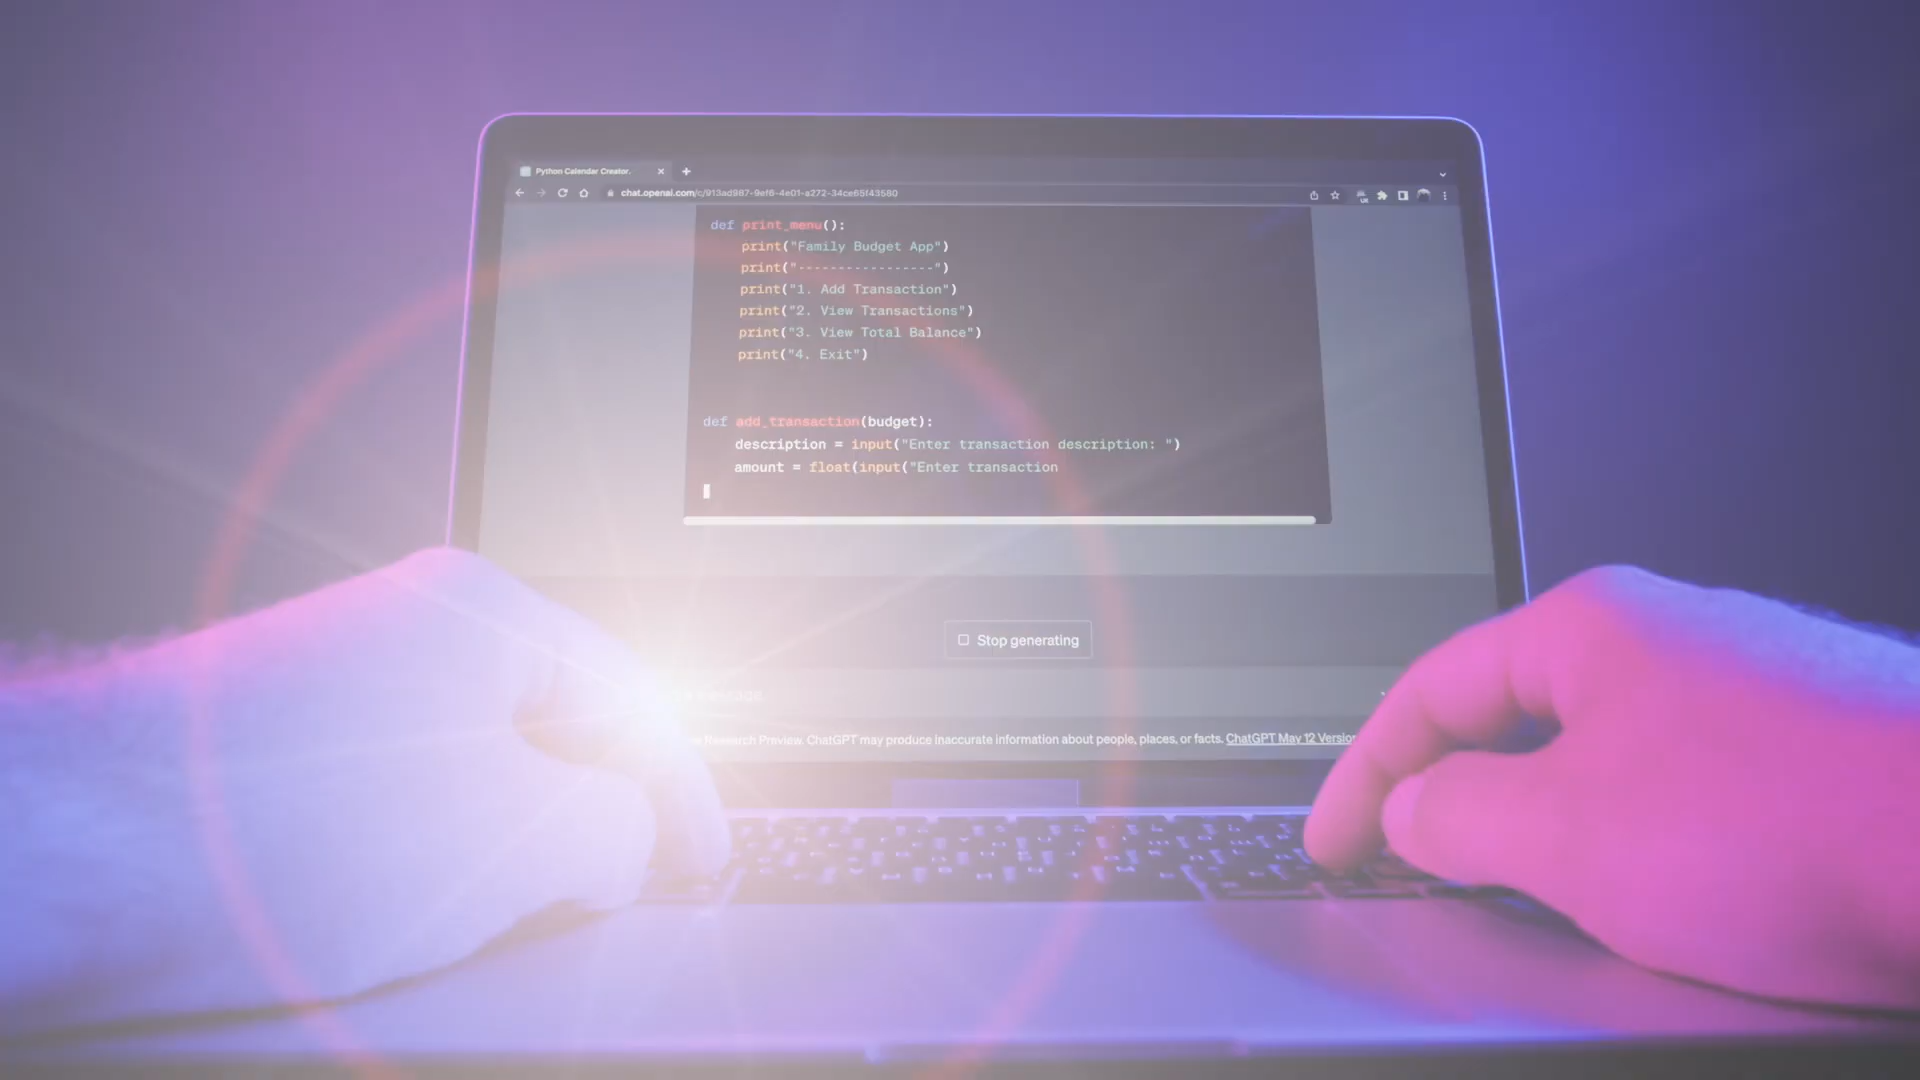 Python Calendar Creator.
chat.openai.com/c/913ad987-9ef6-4e01-a272-34ce65f43580
def print_menu():
print("Family Budget App")
print("-----------------")
print("1. Add Transaction")
print("2. View Transactions")
print("3. View Total Balance")
print("4. Exit")
def add_transaction(budget):
description = input("Enter transaction description: ")
amount = float(input("Enter transaction
Stop generating
Research Preview. ChatGPT may produce inaccurate information about people, places, or facts. ChatGPT May 12 Version